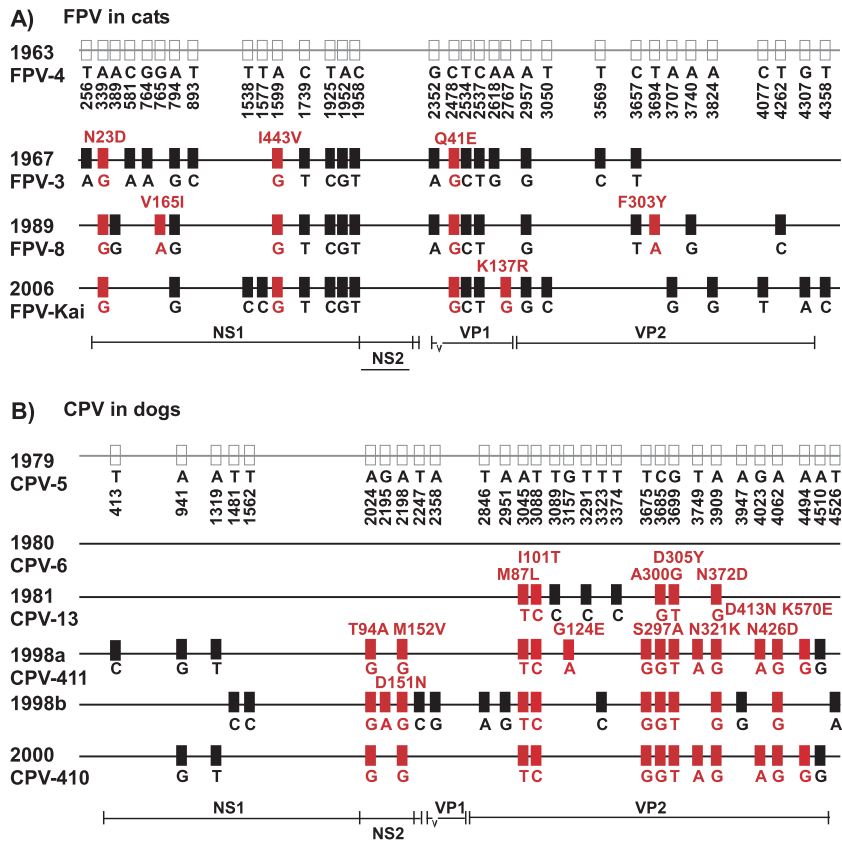 A) FPV in cats
1963
FPV-4
T A A C G G A T T T A C T A C G C T C A A A T T C T A A A C T G T
256 339 389 581 764 765 794 893 1538 1577 1599 1739 1925 1952 1958 2352 2478 2534 2537 2618 2767 2957 3050 3569 3657 3694 3707 3740 3824 4077 4262 4307 4358
N23D I443V Q41E
1967
FPV-3
A G A A G C G T C G T A G C T G G C T
V165I F303Y
1989
FPV-8
G G A G G T C G T A G C T G T A G C
K137R
2006
FPV-Kai
G G C C G T C G T G C T G G C G G T A C
NS1 VP1 VP2
NS2
B) CPV in dogs
1979
CPV-5
T A A T T A G A T A T A A T T G T T T C G T A A G A A A T
413 941 1319 1481 1562 2024 2195 2198 2247 2358 2846 2951 3045 3088 3089 3157 3291 3323 3374 3675 3685 3699 3749 3909 3947 4023 4062 4494 4510 4526
1980
CPV-6
I101T D305Y
M87L A300G N372D
1981
CPV-13
T C C C C G T G
D413N K570E
T94A M152V G124E S297A N321K N426D
1998a
CPV-411
C G T G G T C A G G T A G A G G G
D151N
1998b
C C G A G C G A G T C C G G T G G G A
2000
CPV-410
G T G G T C G G T A G A G G G
NS1 VP1 VP2
NS2